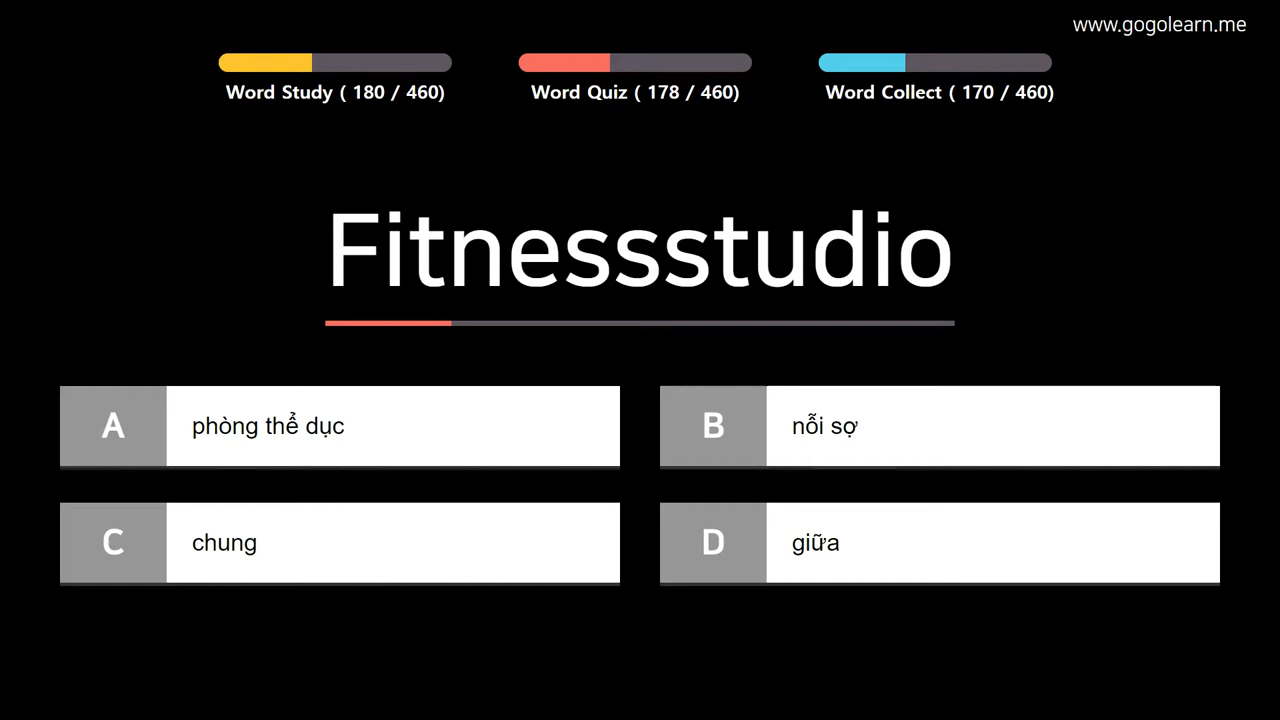 www.gogolearn.me
Word Study ( 180 / 460)
Word Quiz ( 178 / 460)
Word Collect ( 170 / 460)
Fitnessstudio
A phòng thể dục
B nỗi sợ
C chung
D giữa